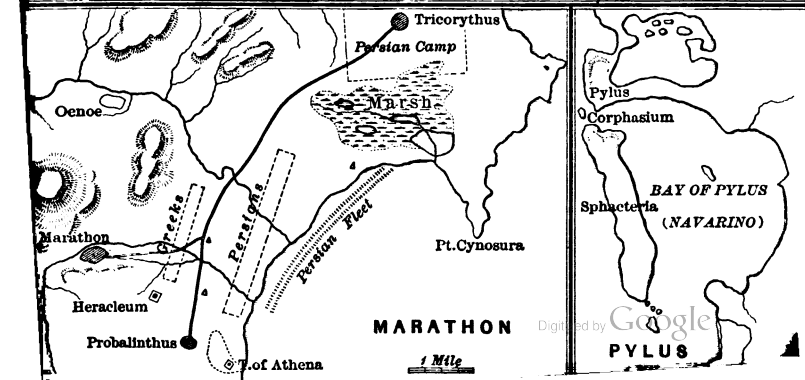 Tricorythus
Persian Camp
Marsh
Oenoe
Greeks
Persians
Persian Fleet
Marathon
Pt. Cynosura
Heracleum
Probalinthus
T. of Athena
MARATHON
1 Mile
Pylus
Corphasium
Sphacteria
BAY OF PYLUS
(NAVARINO)
Digitized by Google
PYLUS